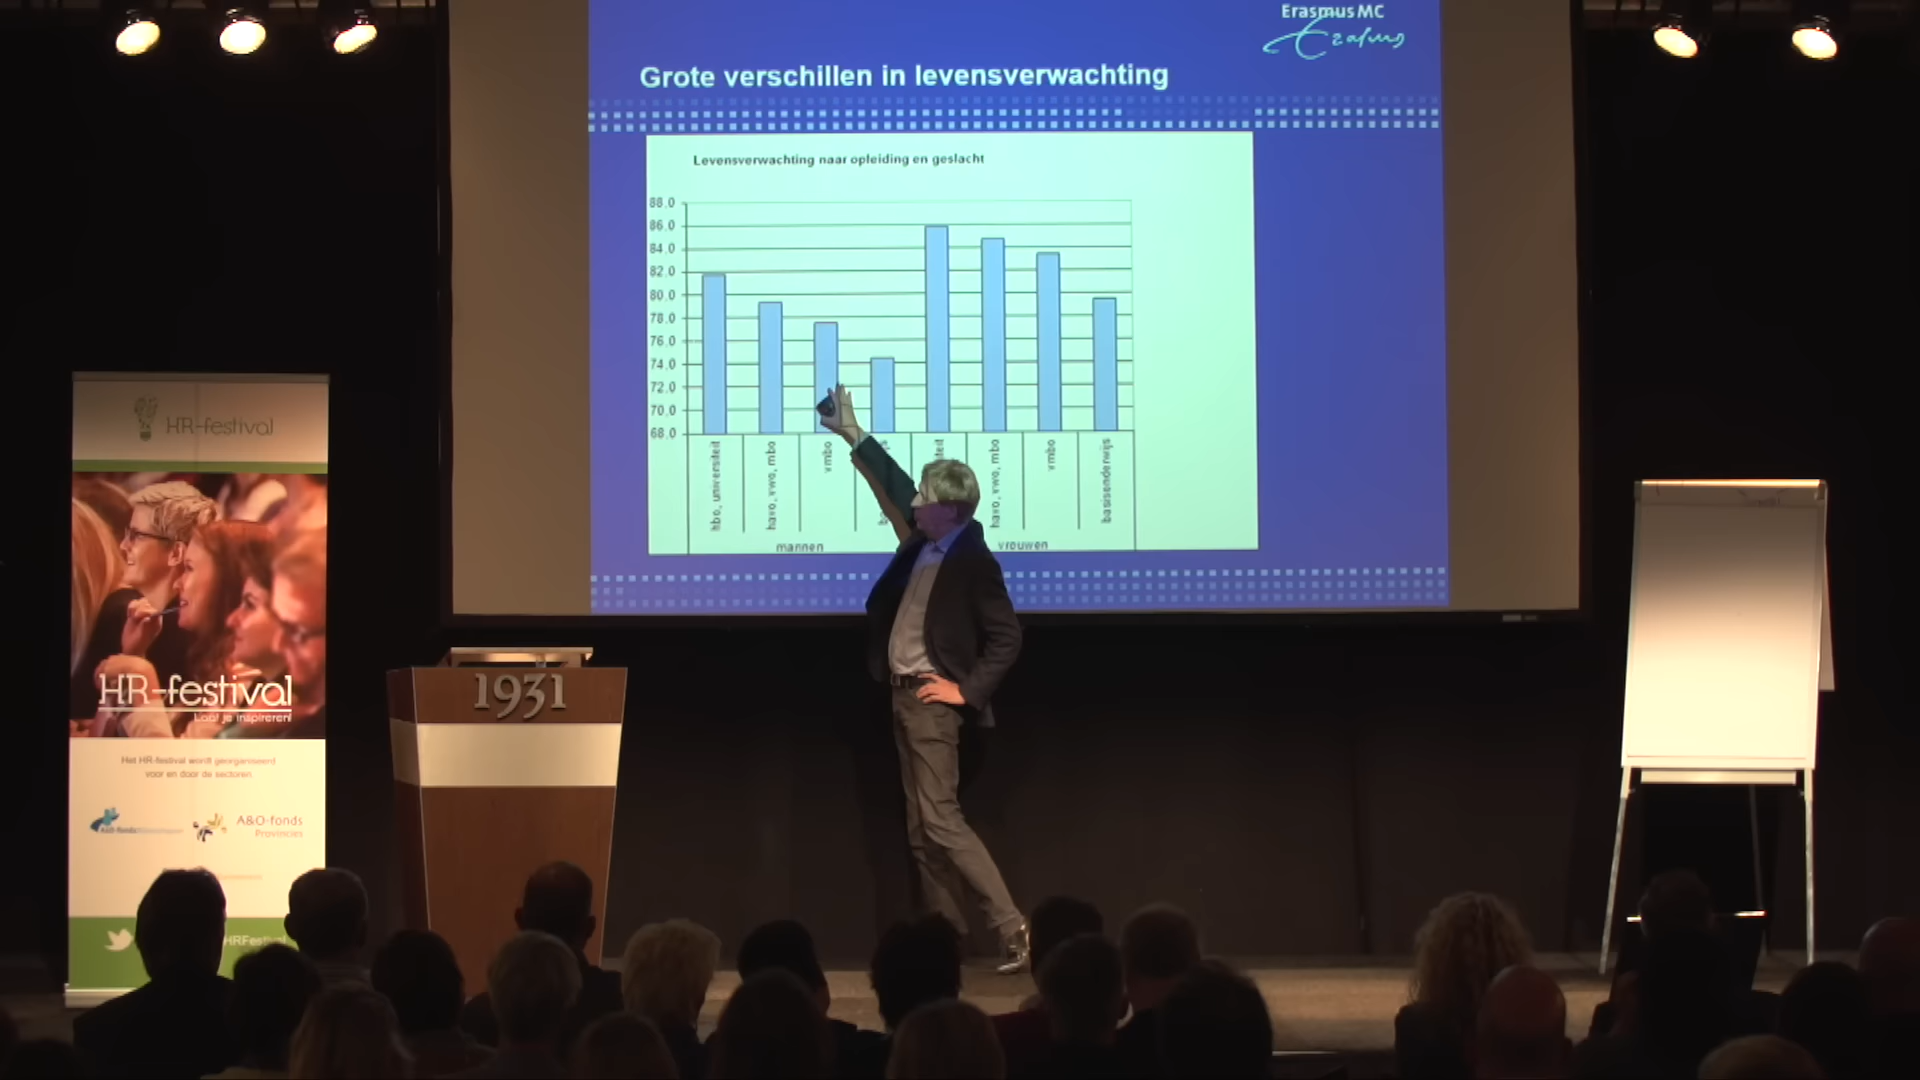 Erasmus MC
Erasmus
Grote verschillen in levensverwachting
Levensverwachting naar opleiding en geslacht
88.0
86.0
84.0
82.0
80.0
78.0
76.0
74.0
72.0
70.0
68.0
hbo, universiteit
havo, vwo, mbo
vmbo
havo, vwo, mbo
vmbo
basisonderwijs
mannen
vrouwen
HR-festival
HR-festival
Laat je inspireren!
Het HR-festival wordt georganiseerd
voor en door de sectoren:
A&O-fonds
Provincies
1931